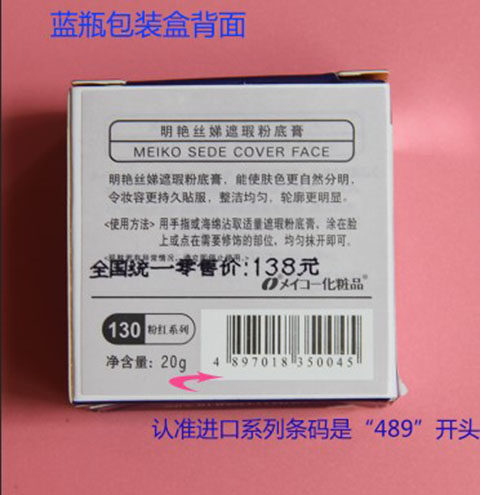 蓝瓶包装盒背面
明艳丝娣遮瑕粉底膏
MEIKO SEDE COVER FACE
明艳丝娣遮瑕粉底膏，能使肤色更自然分明，
令妆容更持久贴服，整洁均匀，轮廓更明显。
<使用方法>用手指或海绵沾取适量遮瑕粉底膏，涂在脸
上或点在需要修饰的部位，均匀抹开即可。
全国统一零售价:138元
メイコー化粧品®
130 粉红系列
净含量: 20g
4 897018 350045
认准进口系列条码是“489”开头